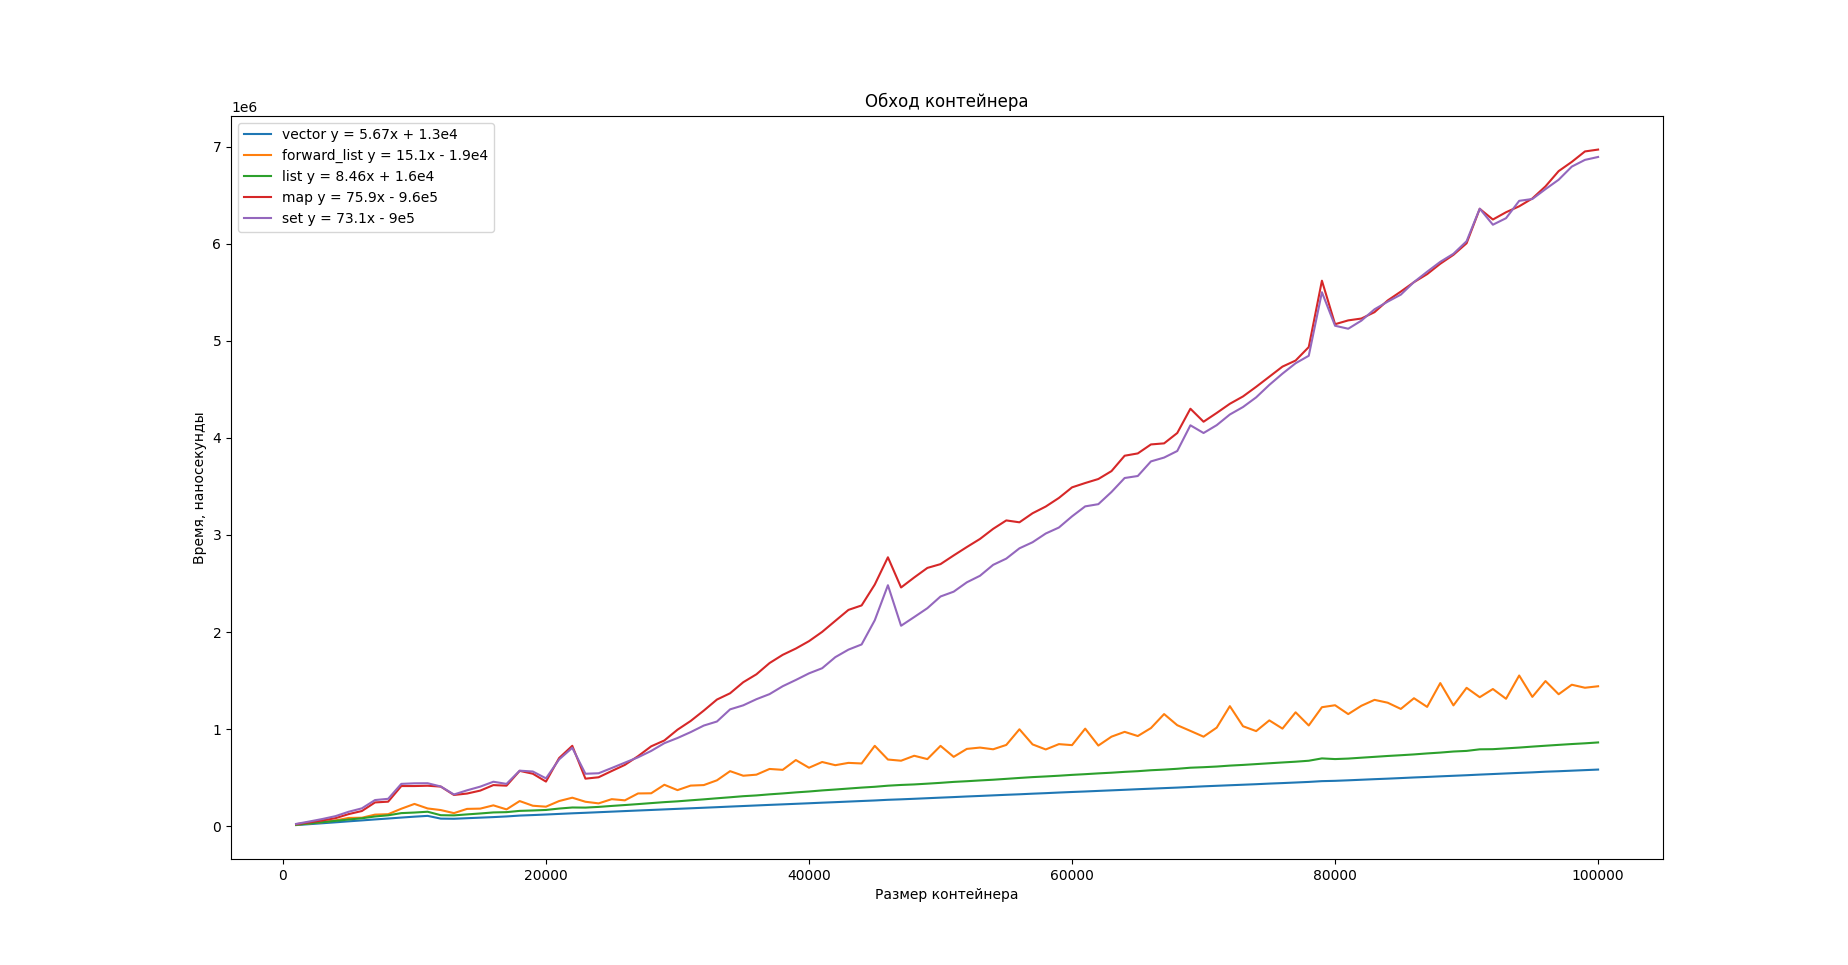 Обход контейнера
1e6
vector y = 5.67x + 1.3e4
forward_list y = 15.1x - 1.9e4
list y = 8.46x + 1.6e4
map y = 75.9x - 9.6e5
set y = 73.1x - 9e5
7
6
5
4
3
2
1
0
Время, наносекунды
0 20000 40000 60000 80000 100000
Размер контейнера